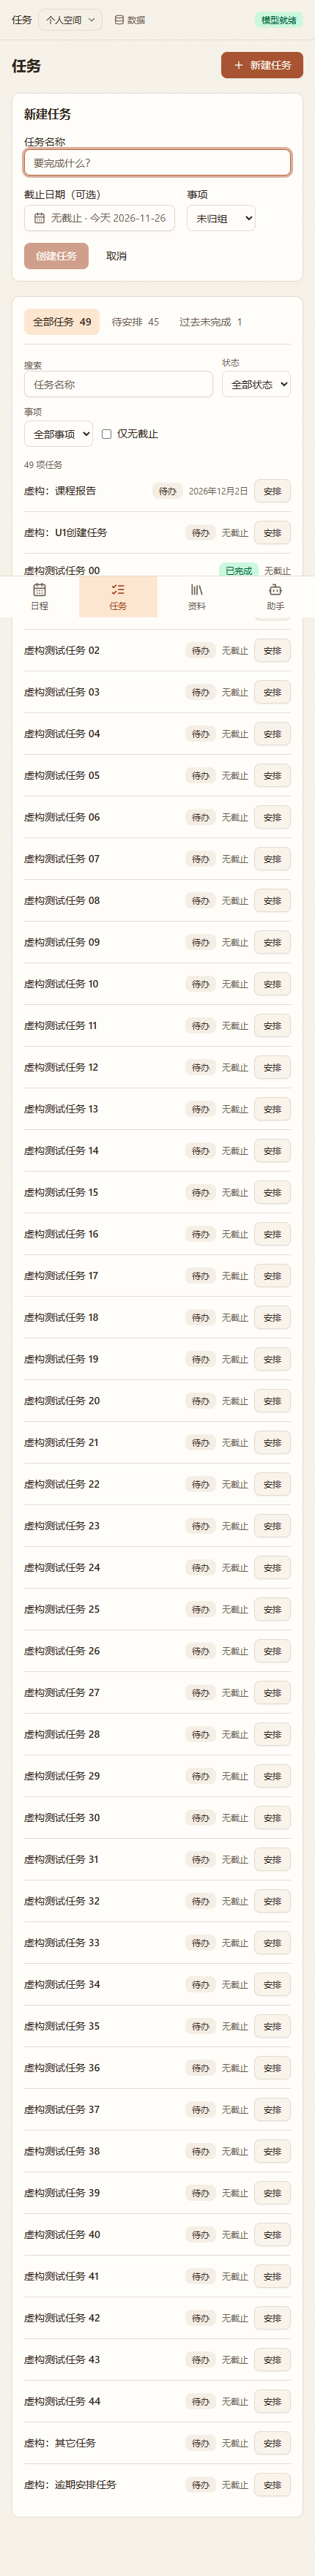 任务 个人空间 数据 模型就绪
任务 新建任务
新建任务
任务名称
要完成什么？
截止日期（可选） 事项
无截止 · 今天 2026-11-26 未归组
创建任务 取消
全部任务 49 待安排 45 过去未完成 1
搜索 状态
任务名称 全部状态
事项
全部事项 仅无截止
49 项任务
虚构：课程报告 待办 2026年12月2日 安排
虚构：U1创建任务 待办 无截止 安排
虚构测试任务 00 已完成 无截止
日程 任务 资料 助手
虚构测试任务 02 待办 无截止 安排
虚构测试任务 03 待办 无截止 安排
虚构测试任务 04 待办 无截止 安排
虚构测试任务 05 待办 无截止 安排
虚构测试任务 06 待办 无截止 安排
虚构测试任务 07 待办 无截止 安排
虚构测试任务 08 待办 无截止 安排
虚构测试任务 09 待办 无截止 安排
虚构测试任务 10 待办 无截止 安排
虚构测试任务 11 待办 无截止 安排
虚构测试任务 12 待办 无截止 安排
虚构测试任务 13 待办 无截止 安排
虚构测试任务 14 待办 无截止 安排
虚构测试任务 15 待办 无截止 安排
虚构测试任务 16 待办 无截止 安排
虚构测试任务 17 待办 无截止 安排
虚构测试任务 18 待办 无截止 安排
虚构测试任务 19 待办 无截止 安排
虚构测试任务 20 待办 无截止 安排
虚构测试任务 21 待办 无截止 安排
虚构测试任务 22 待办 无截止 安排
虚构测试任务 23 待办 无截止 安排
虚构测试任务 24 待办 无截止 安排
虚构测试任务 25 待办 无截止 安排
虚构测试任务 26 待办 无截止 安排
虚构测试任务 27 待办 无截止 安排
虚构测试任务 28 待办 无截止 安排
虚构测试任务 29 待办 无截止 安排
虚构测试任务 30 待办 无截止 安排
虚构测试任务 31 待办 无截止 安排
虚构测试任务 32 待办 无截止 安排
虚构测试任务 33 待办 无截止 安排
虚构测试任务 34 待办 无截止 安排
虚构测试任务 35 待办 无截止 安排
虚构测试任务 36 待办 无截止 安排
虚构测试任务 37 待办 无截止 安排
虚构测试任务 38 待办 无截止 安排
虚构测试任务 39 待办 无截止 安排
虚构测试任务 40 待办 无截止 安排
虚构测试任务 41 待办 无截止 安排
虚构测试任务 42 待办 无截止 安排
虚构测试任务 43 待办 无截止 安排
虚构测试任务 44 待办 无截止 安排
虚构：其它任务 待办 无截止 安排
虚构：逾期安排任务 待办 无截止 安排